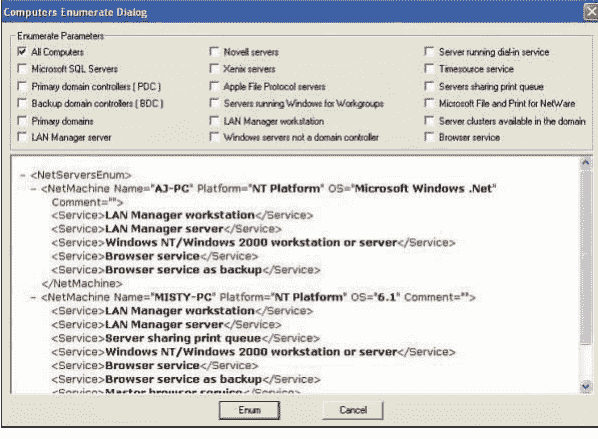 Computers Enumerate Dialog
Enumerate Parameters
All Computers
Novell servers
Server running dial-in service
Microsoft SQL Servers
Xenix servers
Timesource service
Primary domain controllers ( PDC )
Apple File Protocol servers
Servers sharing print queue
Backup domain controllers ( BDC )
Servers running Windows for Workgroups
Microsoft File and Print for NetWare
Primary domains
LAN Manager workstation
Server clusters available in the domain
LAN Manager server
Windows servers not a domain controller
Browser service
- <NetServersEnum>
- <NetMachine Name="AJ-PC" Platform="NT Platform" OS="Microsoft Windows .Net"
Comment="">
<Service>LAN Manager workstation</Service>
<Service>LAN Manager server</Service>
<Service>Windows NT/Windows 2000 workstation or server</Service>
<Service>Browser service</Service>
<Service>Browser service as backup</Service>
</NetMachine>
- <NetMachine Name="MISTY-PC" Platform="NT Platform" OS="6.1" Comment="">
<Service>LAN Manager workstation</Service>
<Service>LAN Manager server</Service>
<Service>Server sharing print queue</Service>
<Service>Windows NT/Windows 2000 workstation or server</Service>
<Service>Browser service</Service>
<Service>Browser service as backup</Service>
<Service>Master browser service</Service>
Enum
Cancel